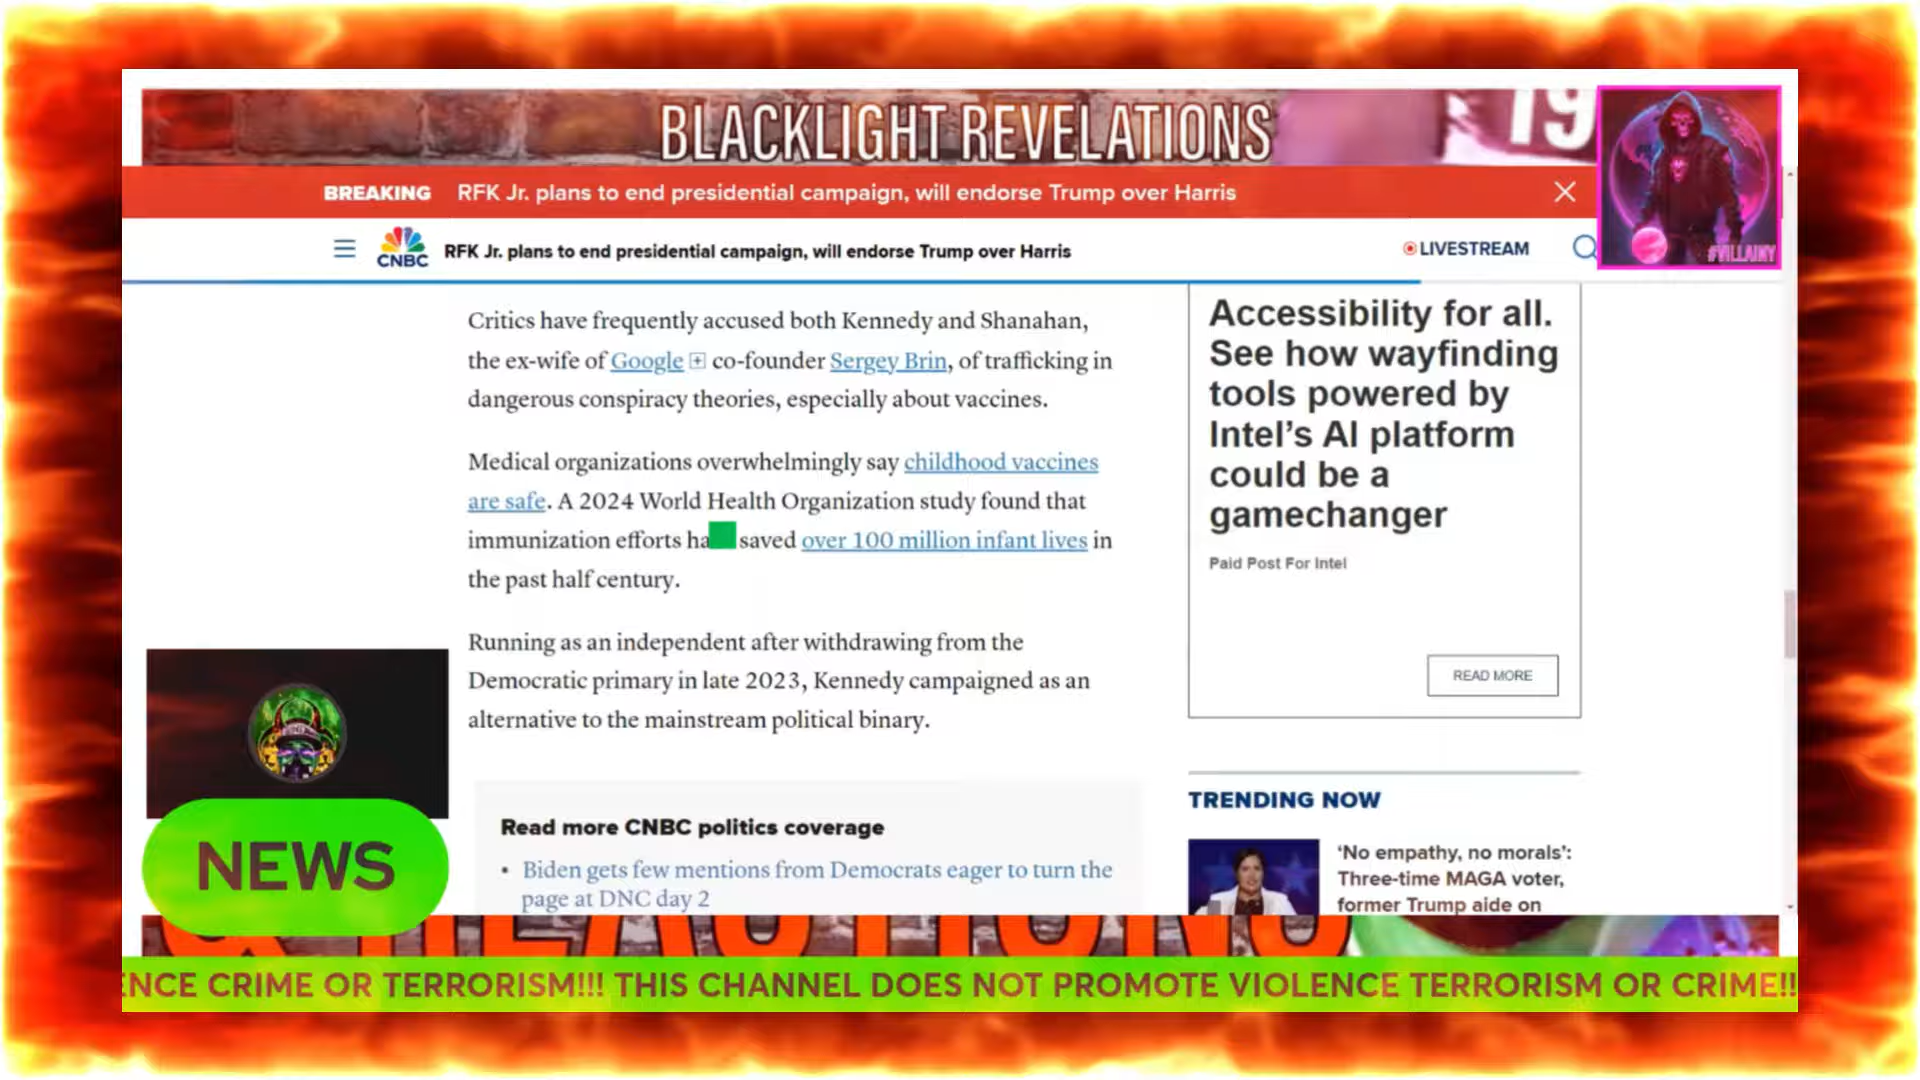 BLACKLIGHT REVELATIONS
19
BREAKING RFK Jr. plans to end presidential campaign, will endorse Trump over Harris
#VILLAINY
CNBC
RFK Jr. plans to end presidential campaign, will endorse Trump over Harris
LIVESTREAM
Critics have frequently accused both Kennedy and Shanahan,
the ex-wife of Google co-founder Sergey Brin, of trafficking in
dangerous conspiracy theories, especially about vaccines.
Medical organizations overwhelmingly say childhood vaccines
are safe. A 2024 World Health Organization study found that
immunization efforts ha saved over 100 million infant lives in
the past half century.
Running as an independent after withdrawing from the
Democratic primary in late 2023, Kennedy campaigned as an
alternative to the mainstream political binary.
Read more CNBC politics coverage
• Biden gets few mentions from Democrats eager to turn the
page at DNC day 2
Accessibility for all.
See how wayfinding
tools powered by
Intel's AI platform
could be a
gamechanger
Paid Post For Intel
READ MORE
TRENDING NOW
‘No empathy, no morals’:
Three-time MAGA voter,
former Trump aide on
NEWS
& REACTIONS
ENCE CRIME OR TERRORISM!!! THIS CHANNEL DOES NOT PROMOTE VIOLENCE TERRORISM OR CRIME!!